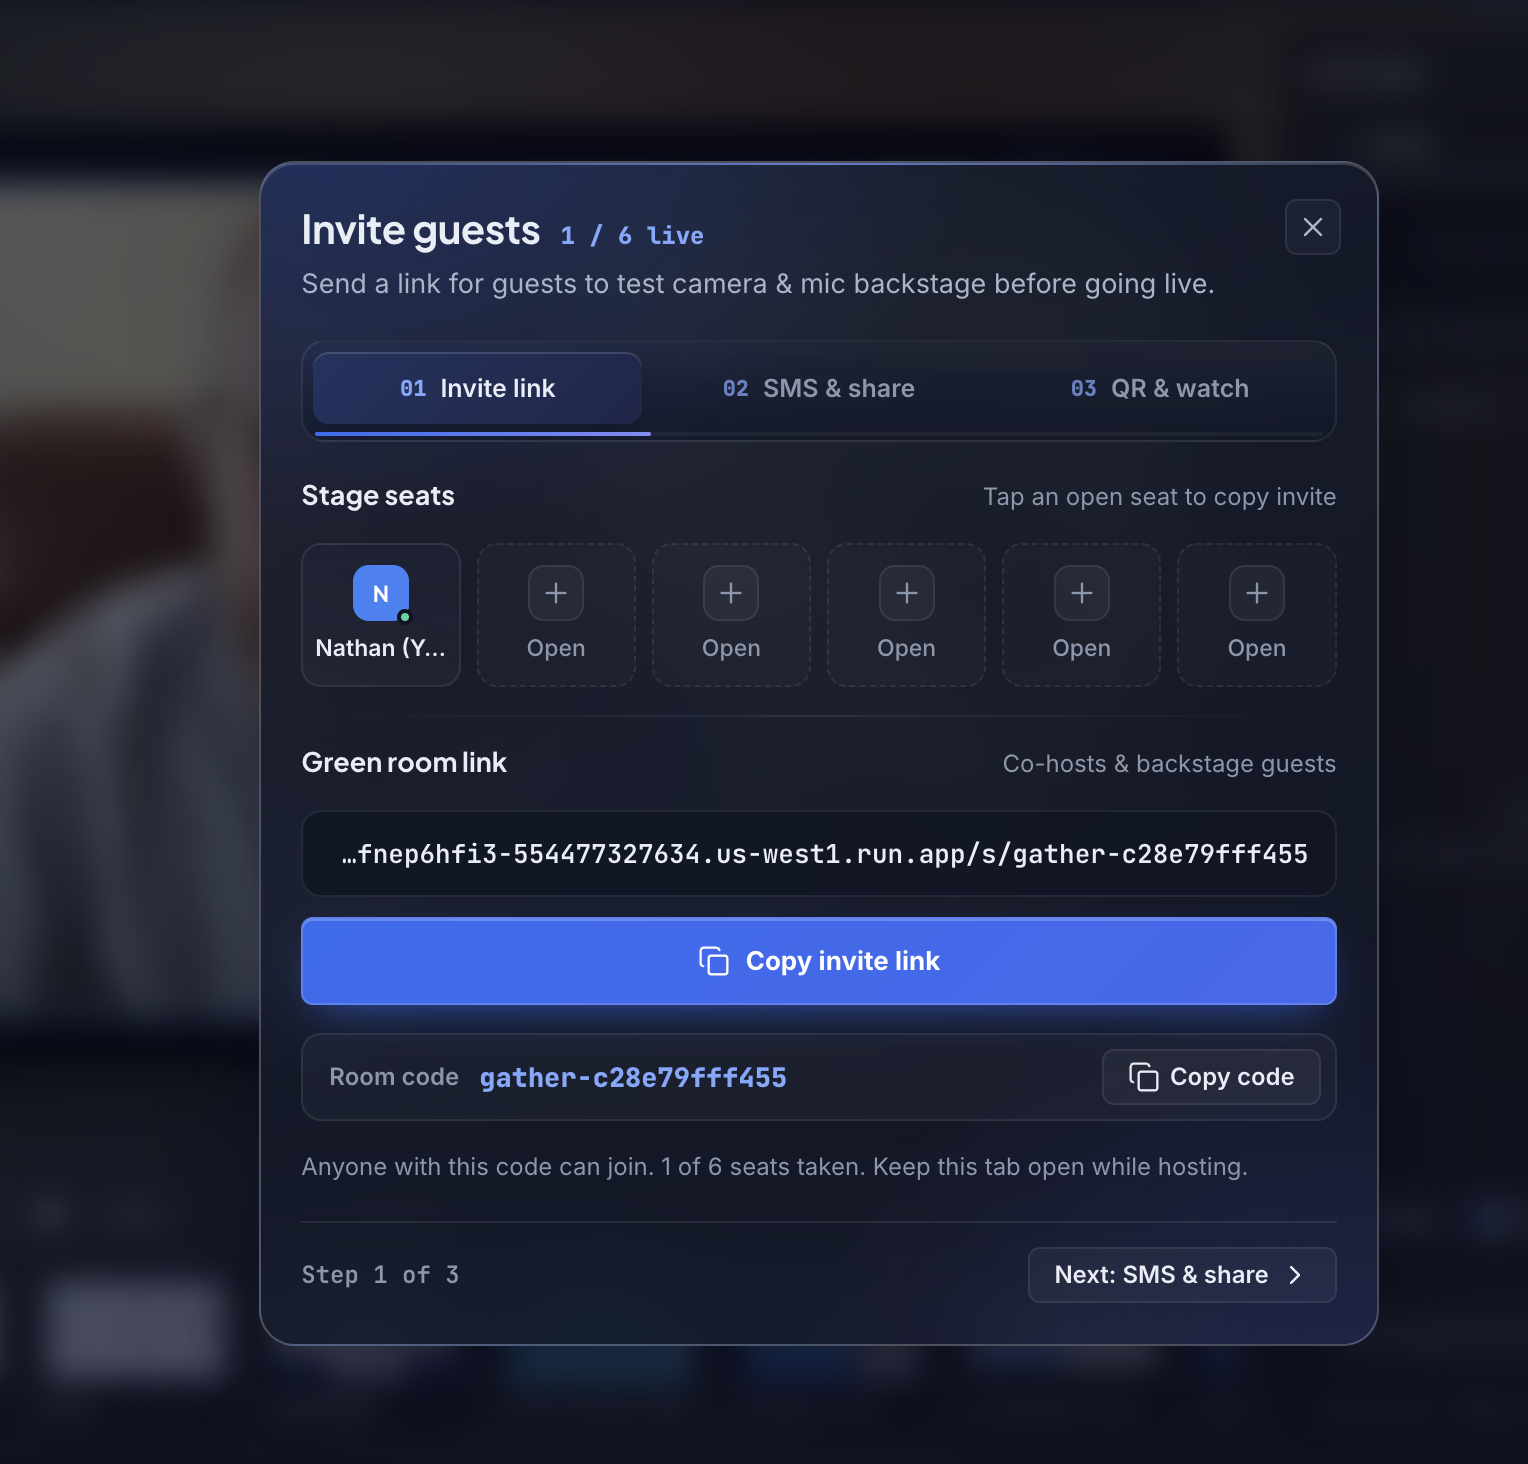 Invite guests 1 / 6 live
Send a link for guests to test camera & mic backstage before going live.
01 Invite link
02 SMS & share
03 QR & watch
Stage seats
Tap an open seat to copy invite
N
Nathan (Y...
Open
Open
Open
Open
Open
Green room link
Co-hosts & backstage guests
…fnep6hfi3-554477327634.us-west1.run.app/s/gather-c28e79fff455
Copy invite link
Room code gather-c28e79fff455
Copy code
Anyone with this code can join. 1 of 6 seats taken. Keep this tab open while hosting.
Step 1 of 3
Next: SMS & share